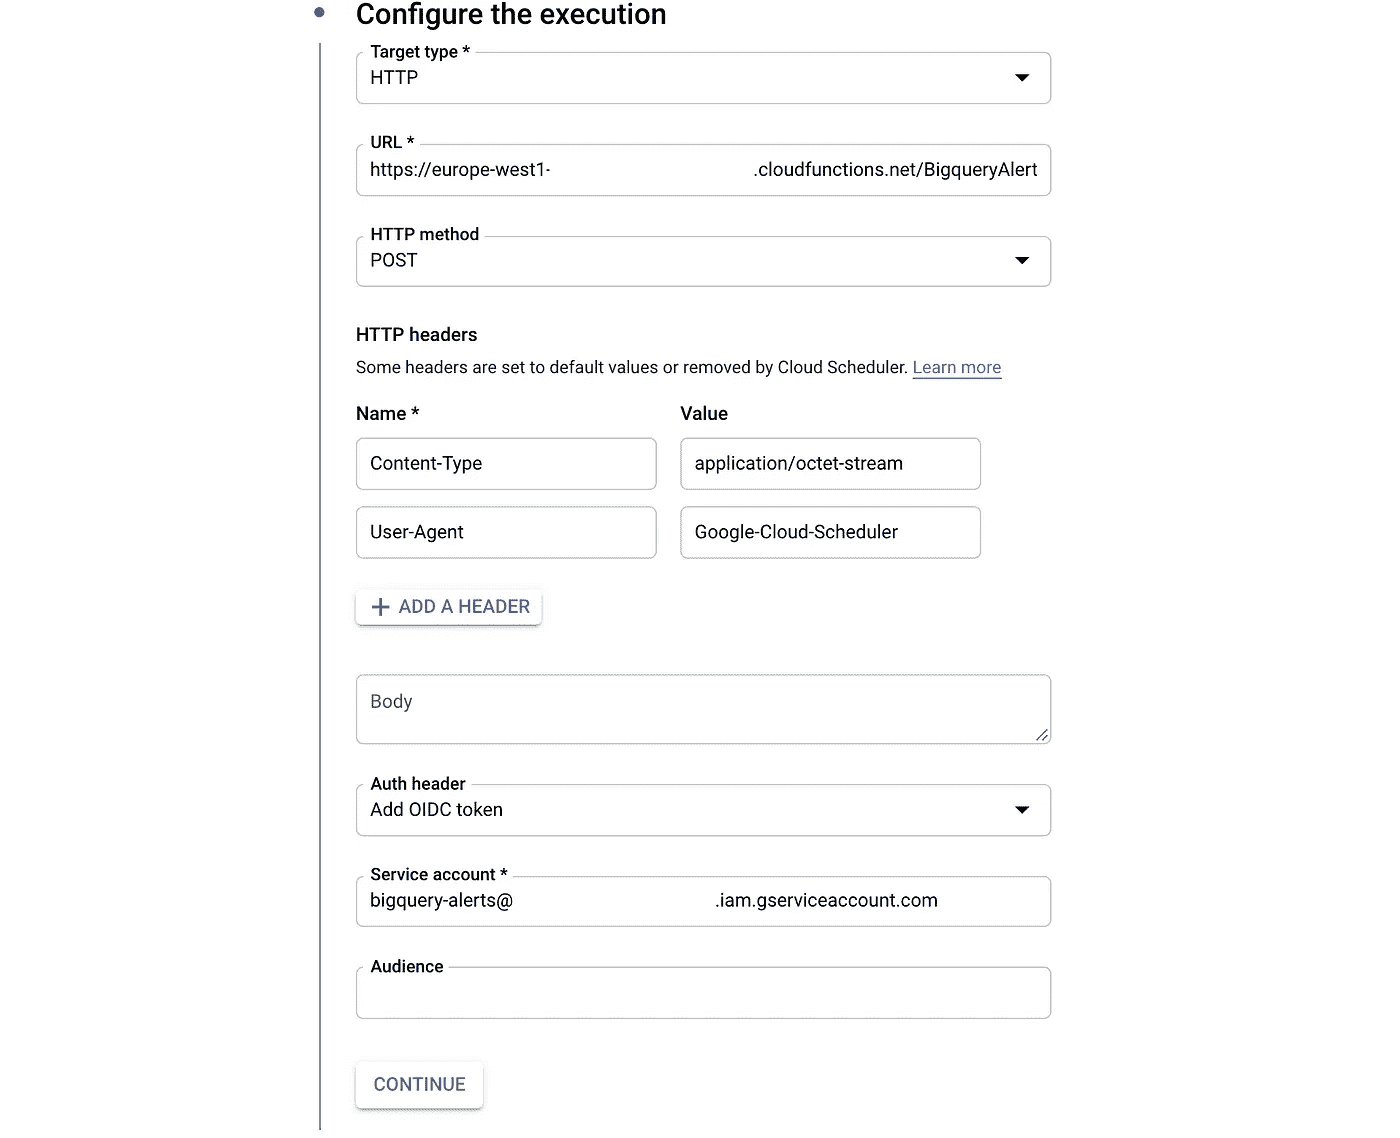 Configure the execution
Target type *
HTTP
URL *
https://europe-west1- .cloudfunctions.net/BigqueryAlert
HTTP method
POST
HTTP headers
Some headers are set to default values or removed by Cloud Scheduler. Learn more
Name * Value
Content-Type application/octet-stream
User-Agent Google-Cloud-Scheduler
+ ADD A HEADER
Body
Auth header
Add OIDC token
Service account *
bigquery-alerts@ .iam.gserviceaccount.com
Audience
CONTINUE